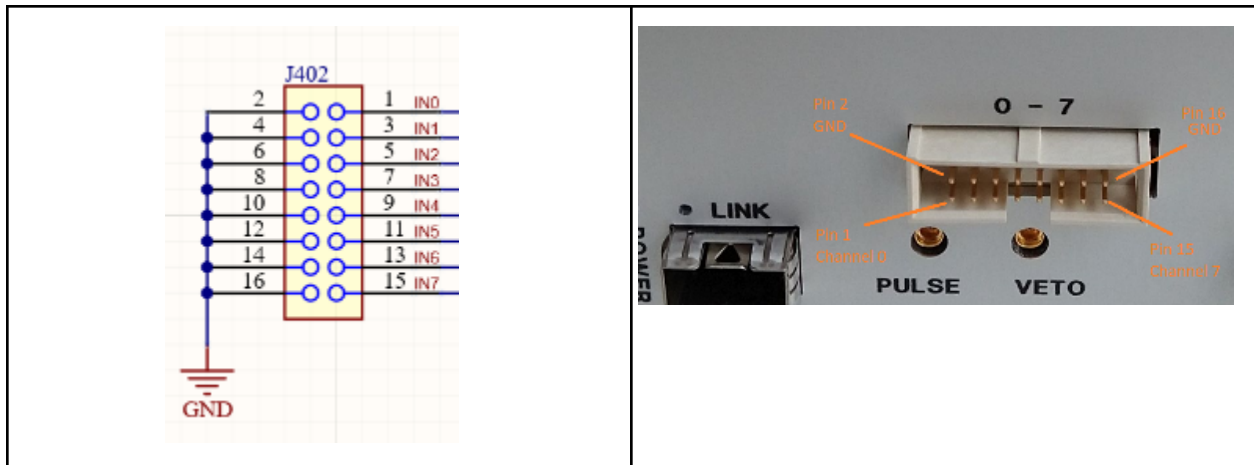 J402
2 1 IN0
4 3 IN1
6 5 IN2
8 7 IN3
10 9 IN4
12 11 IN5
14 13 IN6
16 15 IN7
GND
0 - 7
Pin 2
GND
Pin 16
GND
LINK
POWER
Pin 1
Channel 0
Pin 15
Channel 7
PULSE VETO